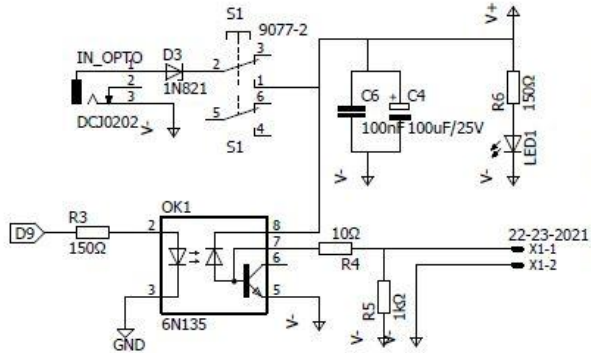 S1
9077-2
V+
IN_OPTO
D3
1
2
3
1N821
2
3
1
6
5
4
DCJ0202
V-
S1
C6
100nF
+
C4
100uF/25V
V-
R6
150Ω
LED1
V-
OK1
D9
R3
150Ω
2
3
8
7
6
5
6N135
GND
V-
10Ω
R4
R5
1kΩ
V-
V-
22-23-2021
X1-1
X1-2